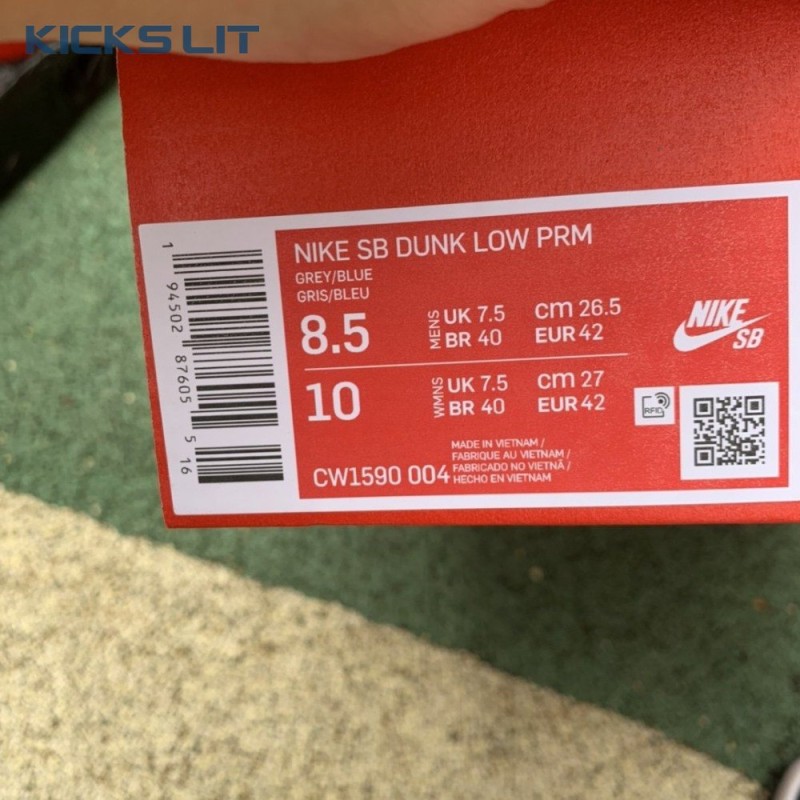 KICKS LIT
NIKE SB DUNK LOW PRM
GREY/BLUE
GRIS/BLEU
8.5
MENS
UK 7.5
cm 26.5
BR 40
EUR 42
NIKE
SB
10
WMNS
UK 7.5
cm 27
BR 40
EUR 42
RFID
CW1590 004
MADE IN VIETNAM /
FABRIQUE AU VIETNAM /
FABRICADO NO VIETNÃ /
HECHO EN VIETNAM
1 94502 87605 5 16